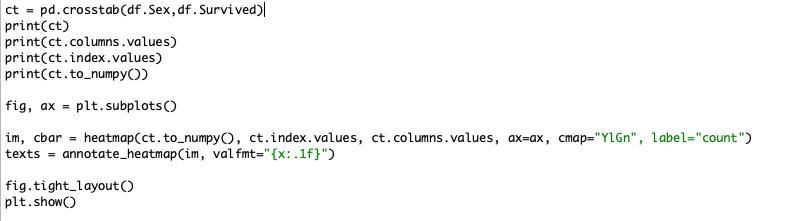 ct = pd.crosstab(df.Sex,df.Survived)
print(ct)
print(ct.columns.values)
print(ct.index.values)
print(ct.to_numpy())
fig, ax = plt.subplots()
im, cbar = heatmap(ct.to_numpy(), ct.index.values, ct.columns.values, ax=ax, cmap="YlGn", label="count")
texts = annotate_heatmap(im, valfmt="{x:.1f}")
fig.tight_layout()
plt.show()